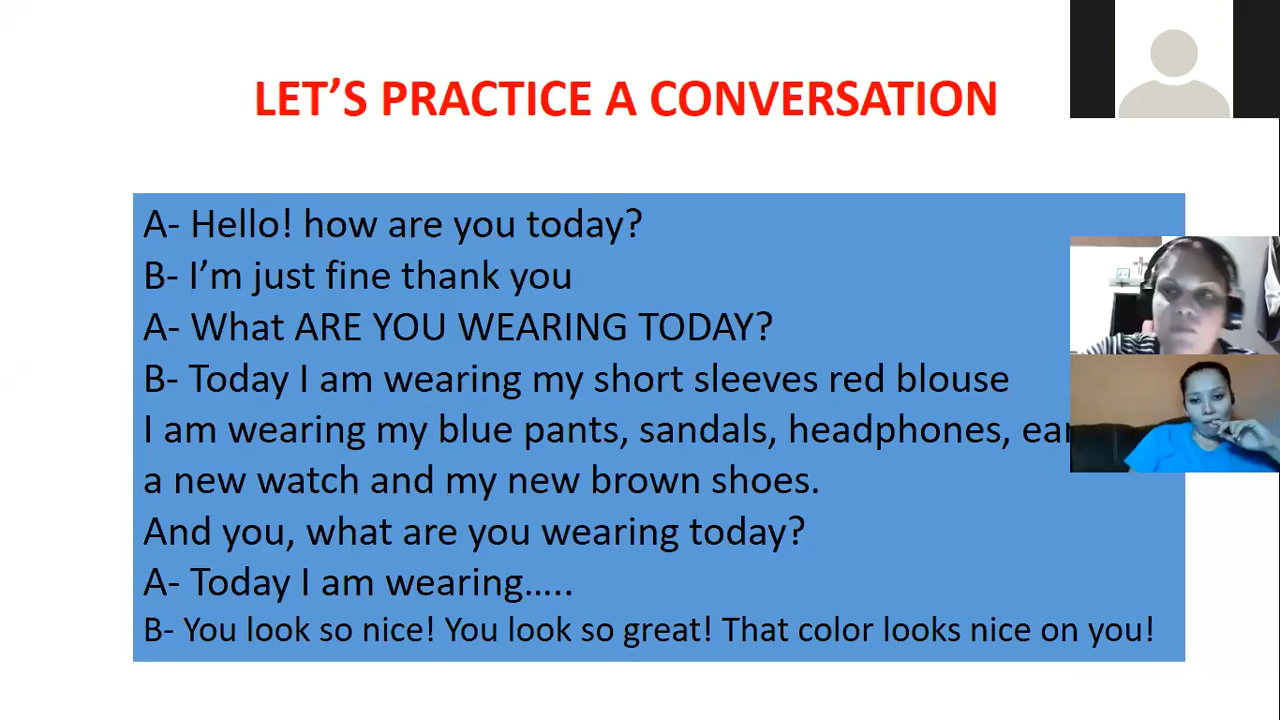 LET’S PRACTICE A CONVERSATION
A- Hello! how are you today?
B- I’m just fine thank you
A- What ARE YOU WEARING TODAY?
B- Today I am wearing my short sleeves red blouse
I am wearing my blue pants, sandals, headphones,
a new watch and my new brown shoes.
And you, what are you wearing today?
A- Today I am wearing…..
B- You look so nice! You look so great! That color looks nice on you!